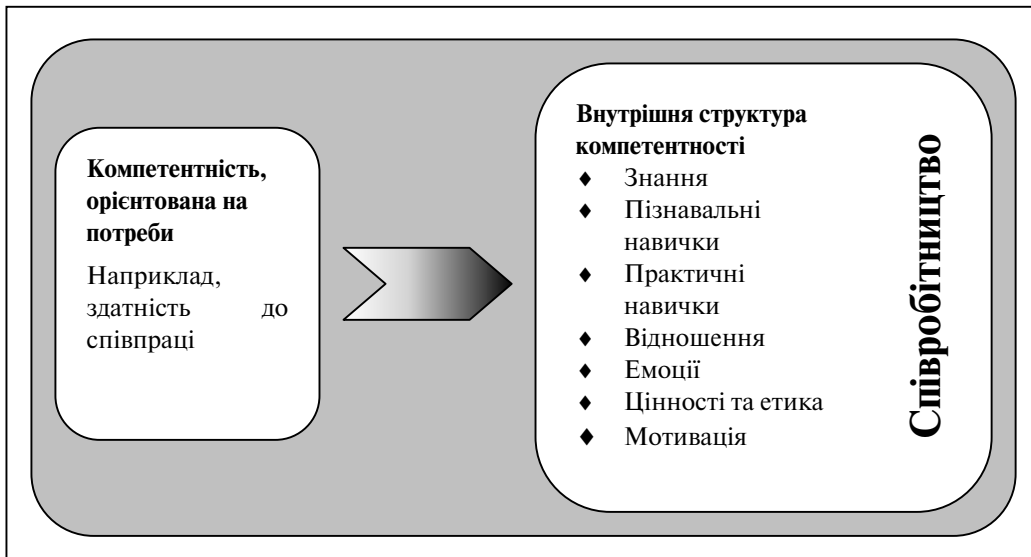 Компетентність,
орієнтована на
потреби
Наприклад,
здатність до
співпраці
Внутрішня структура
компетентності
♦ Знання
♦ Пізнавальні
навички
♦ Практичні
навички
♦ Відношення
♦ Емоції
♦ Цінності та етика
♦ Мотивація
Співробітництво